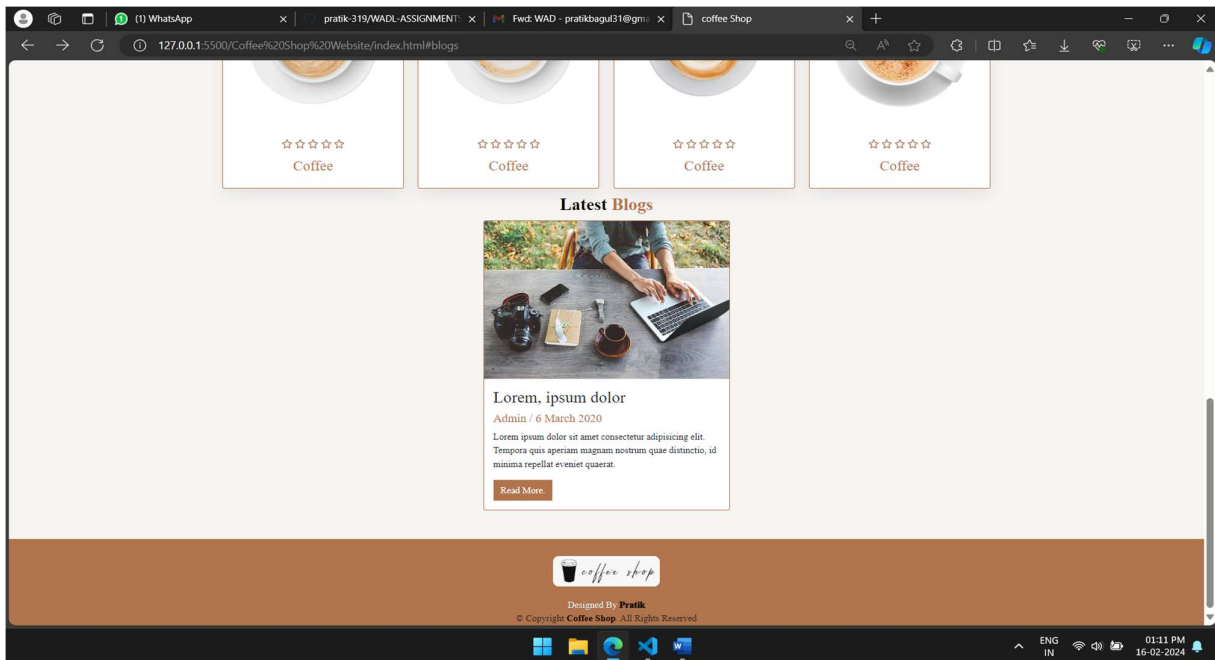 (1) WhatsApp
pratik-319/WADL-ASSIGNMENTS
Fwd: WAD - pratikbagul31@gma
coffee Shop
127.0.0.1:5500/Coffee%20Shop%20Website/index.html#blogs
Coffee
Coffee
Coffee
Coffee
Latest Blogs
Lorem, ipsum dolor
Admin / 6 March 2020
Lorem ipsum dolor sit amet consectetur adipisicing elit.
Tempora quis aperiam magnam nostrum quae distinctio, id
minima repellat eveniet quaerat.
Read More.
coffee shop
Designed By Pratik
© Copyright Coffee Shop. All Rights Reserved
ENG
IN
01:11 PM
16-02-2024